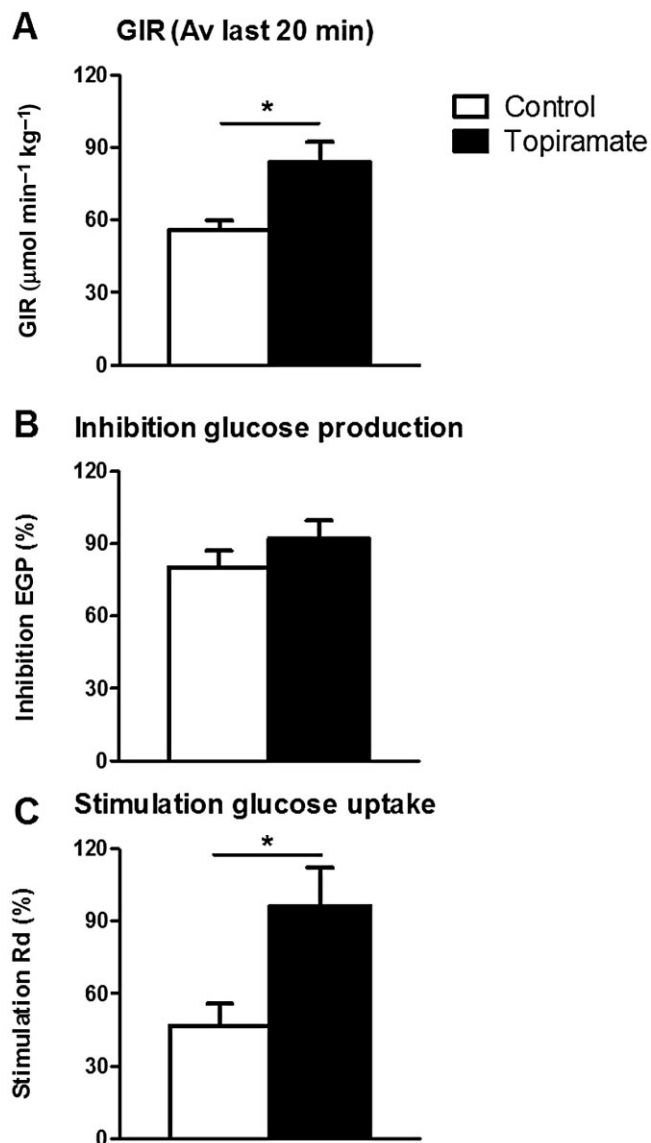 A GIR (Av last 20 min)
120
90
60
30
0
GIR (μmol min⁻¹ kg⁻¹)
*
Control
Topiramate
B Inhibition glucose production
120
90
60
30
0
Inhibition EGP (%)
C Stimulation glucose uptake
120
90
60
30
0
Stimulation Rd (%)
*